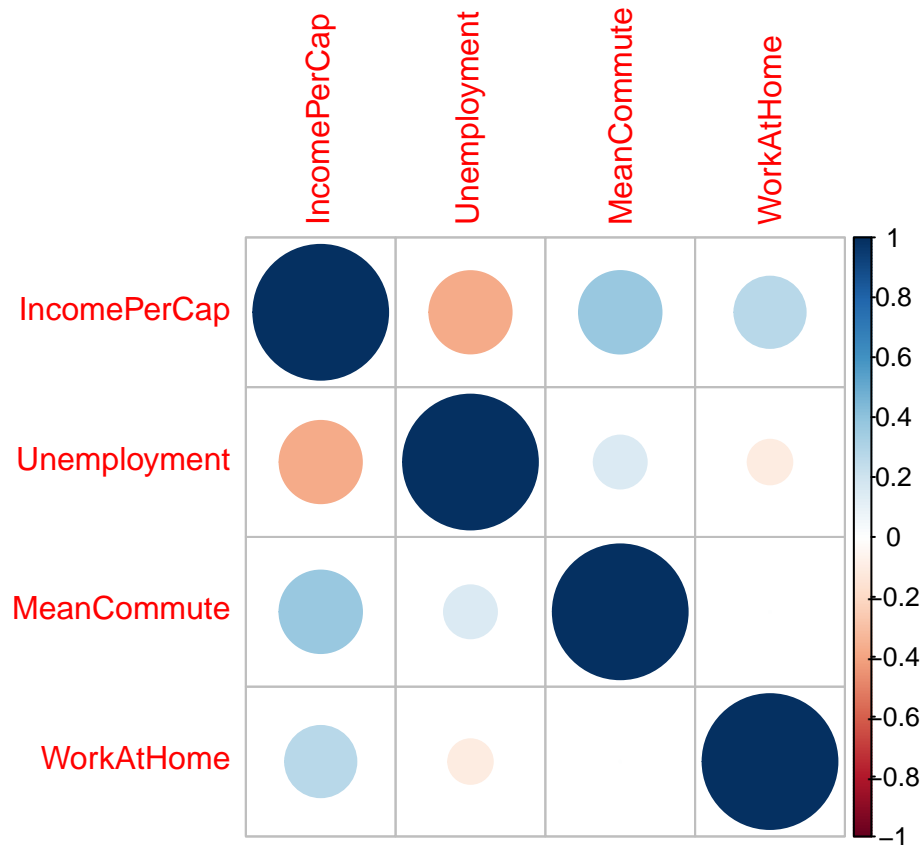 IncomePerCap
Unemployment
MeanCommute
WorkAtHome
IncomePerCap
Unemployment
MeanCommute
WorkAtHome
1
0.8
0.6
0.4
0.2
0
−0.2
−0.4
−0.6
−0.8
−1